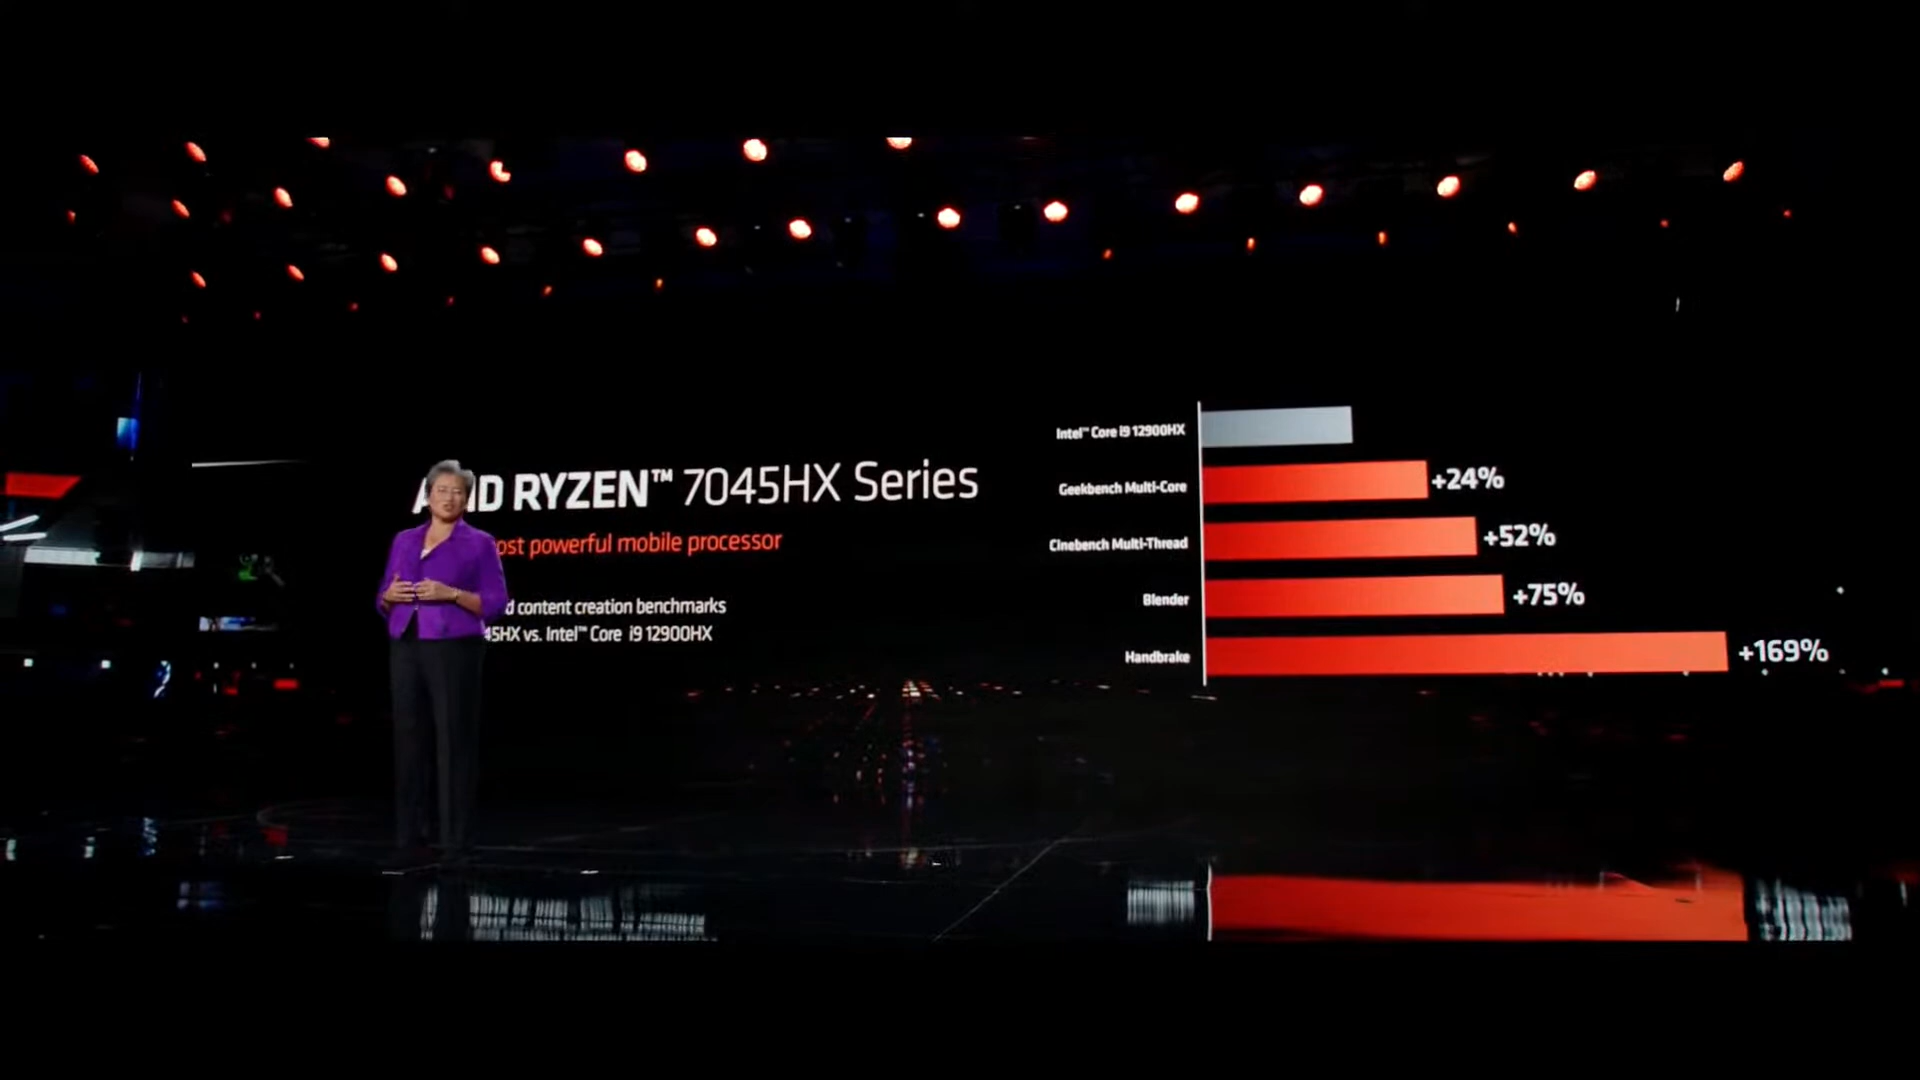 RYZEN™ 7045HX Series
powerful mobile processor
content creation benchmarks
vs. Intel™ Core i9 12900HX
Intel™ Core i9 12900HX
Geekbench Multi-Core +24%
Cinebench Multi-Thread +52%
Blender +75%
Handbrake +169%